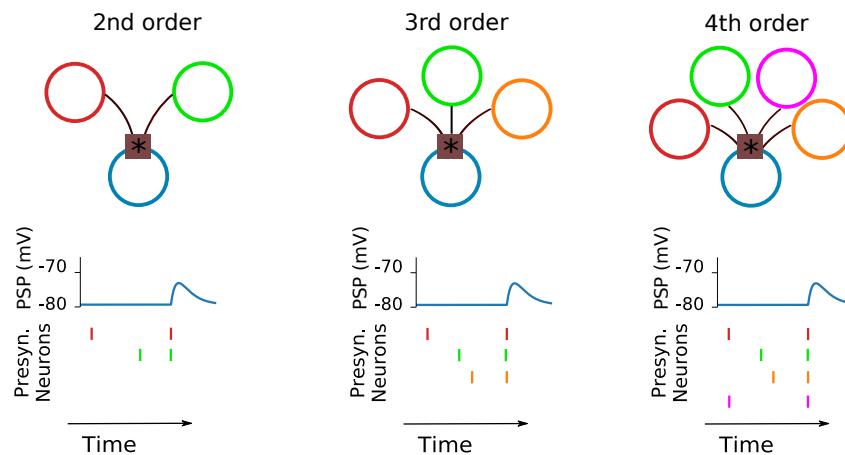 2nd order
*
PSP (mV)
-70
-80
Presyn.
Neurons
Time
3rd order
*
PSP (mV)
-70
-80
Presyn.
Neurons
Time
4th order
*
PSP (mV)
-70
-80
Presyn.
Neurons
Time